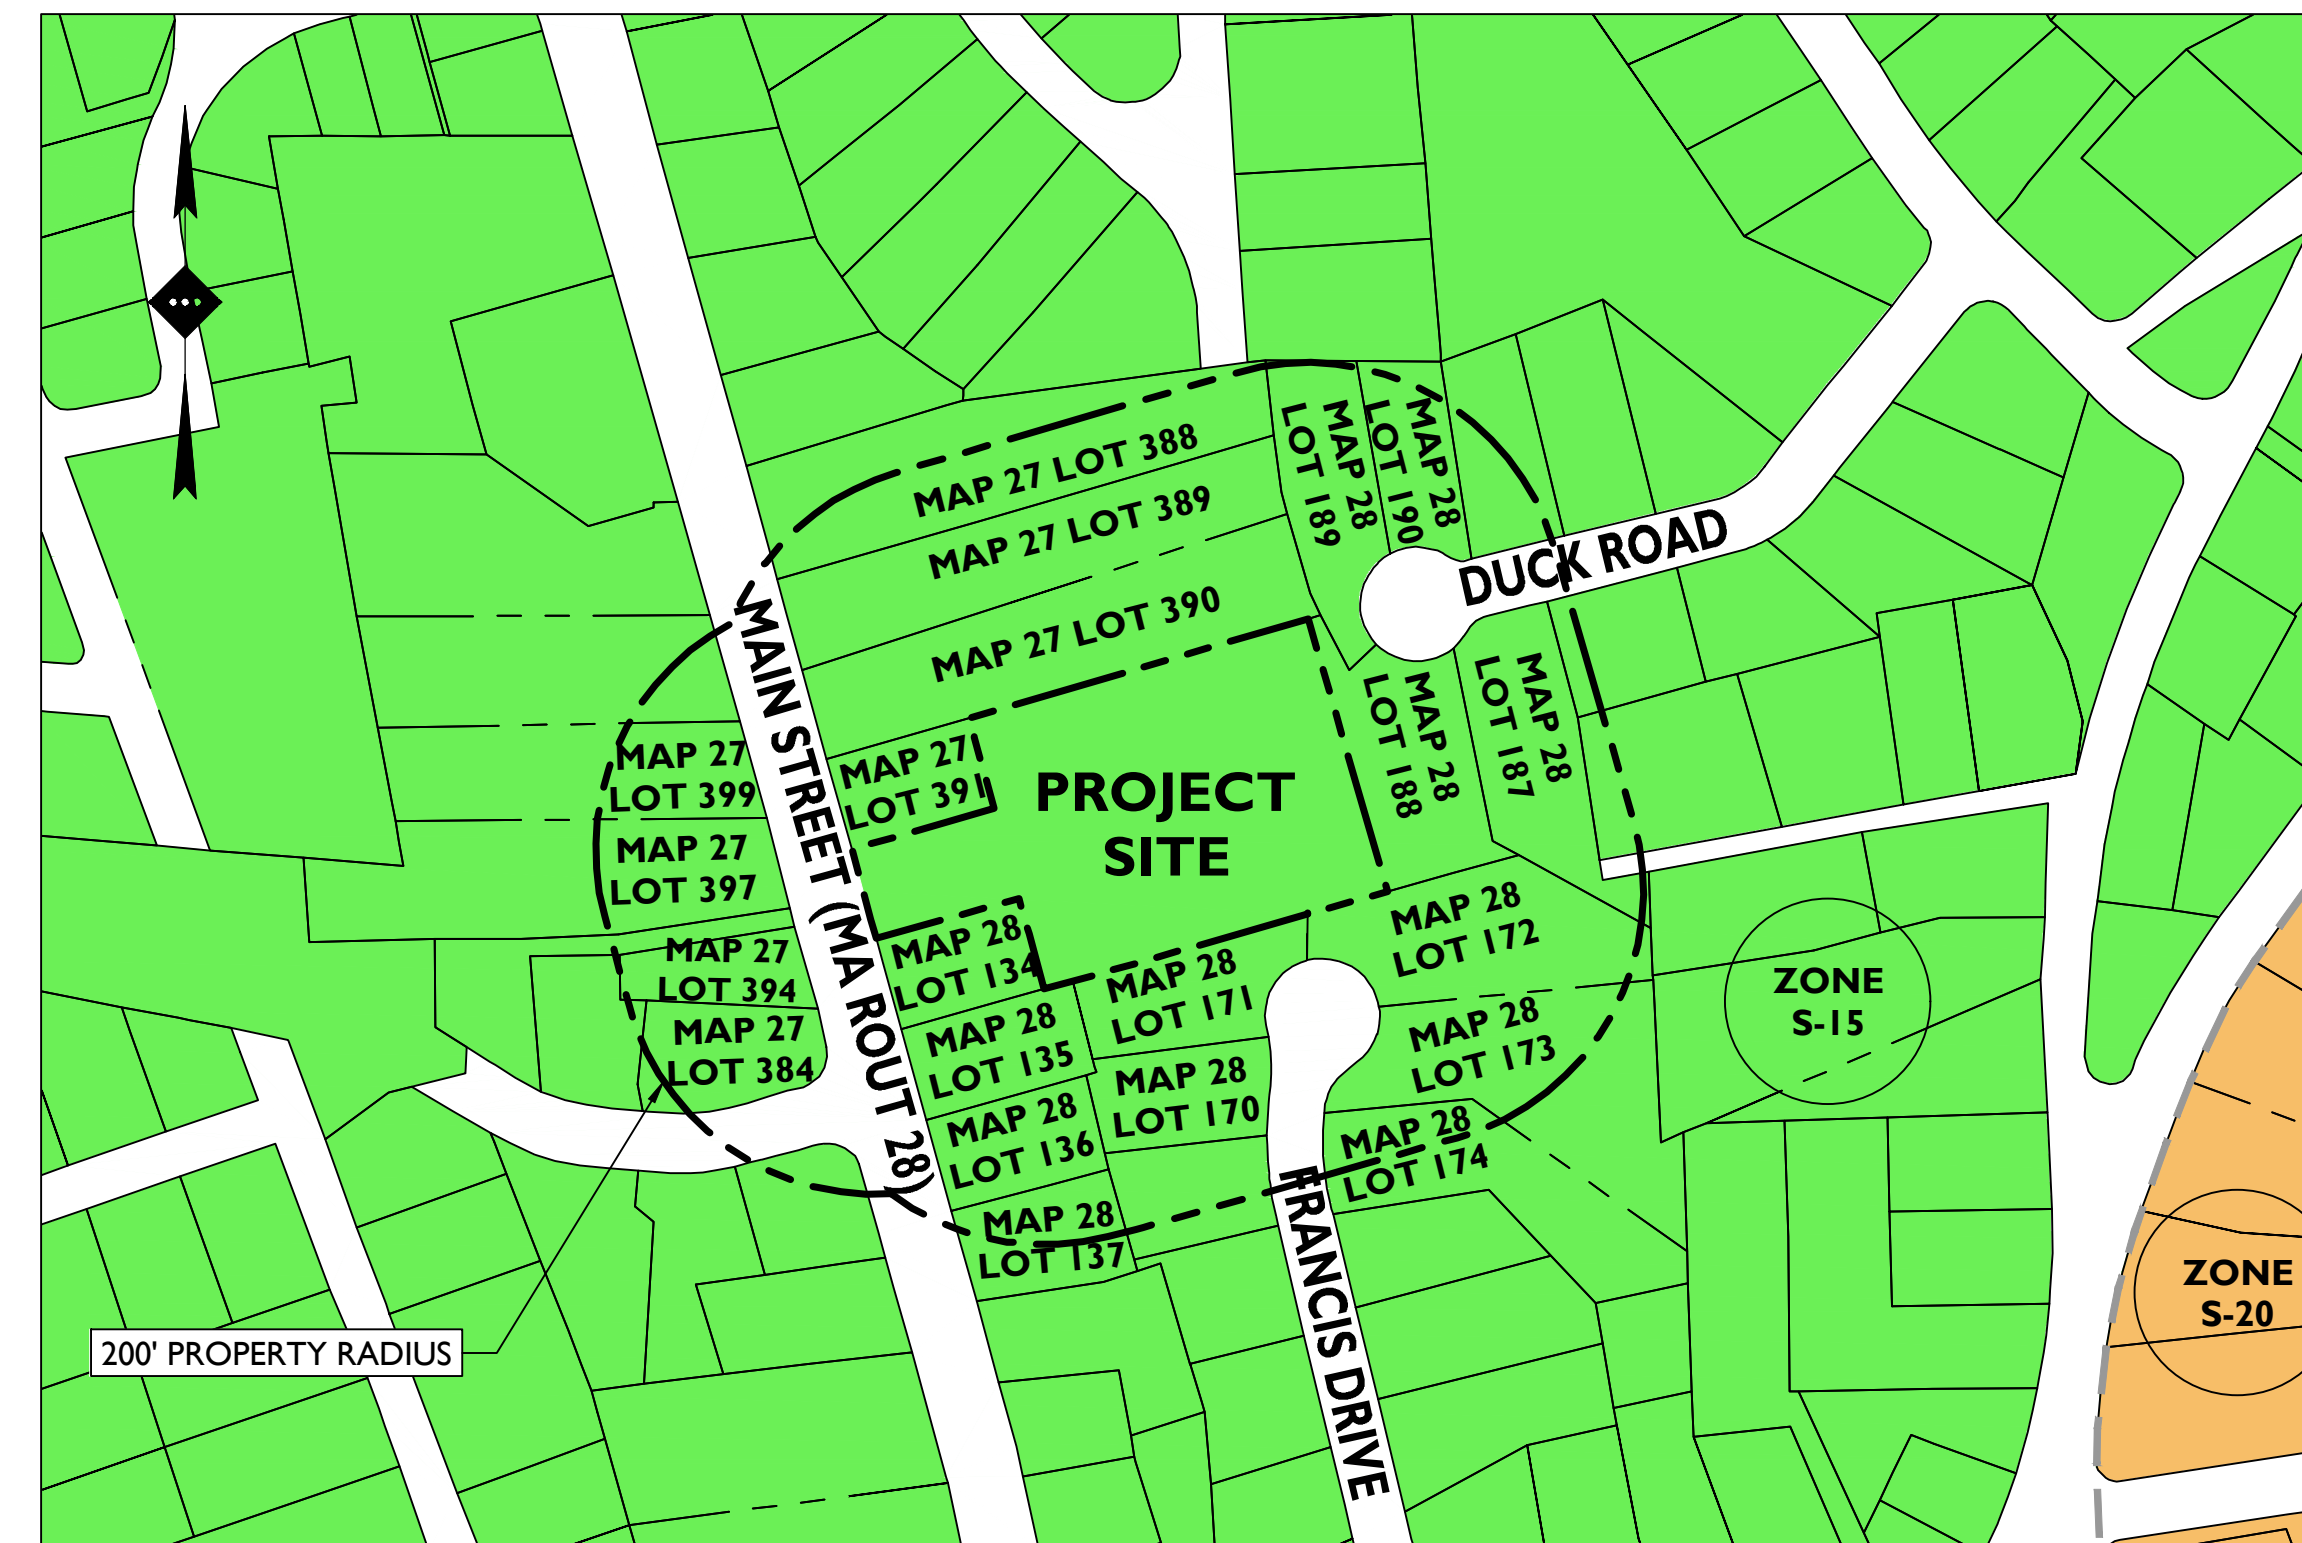 MAP 27 LOT 388
MAP 27 LOT 389
MAP 27 LOT 390
MAP 28
LOT 189
MAP 28
LOT 190
DUCK ROAD
MAP 27
LOT 399
MAP 27
LOT 397
MAP 27
LOT 394
MAP 27
LOT 384
MAIN STREET (MA ROUT 28)
MAP 27
LOT 391
PROJECT
SITE
MAP 28
LOT 188
MAP 28
LOT 187
MAP 28
LOT 134
MAP 28
LOT 135
MAP 28
LOT 136
MAP 28
LOT 137
MAP 28
LOT 171
MAP 28
LOT 170
MAP 28
LOT 172
MAP 28
LOT 173
MAP 28
LOT 174
FRANCIS DRIVE
ZONE
S-15
ZONE
S-20
200' PROPERTY RADIUS